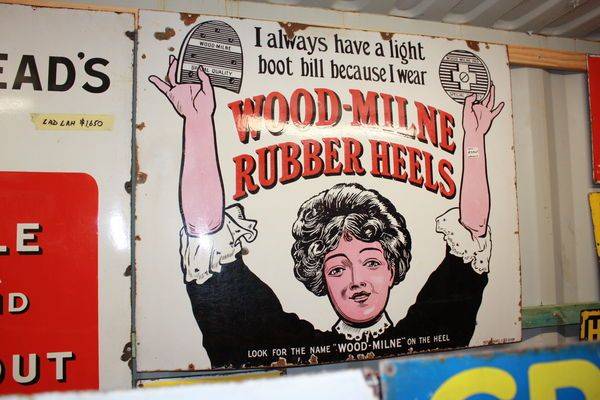 EAD'S
LAD LAH $1650
LE
ND
OUT
WOOD-MILNE
SPECIAL QUALITY
I always have a light
boot bill because I wear
WOOD-MILNE
RUBBER HEELS
LOOK FOR THE NAME "WOOD-MILNE" ON THE HEEL